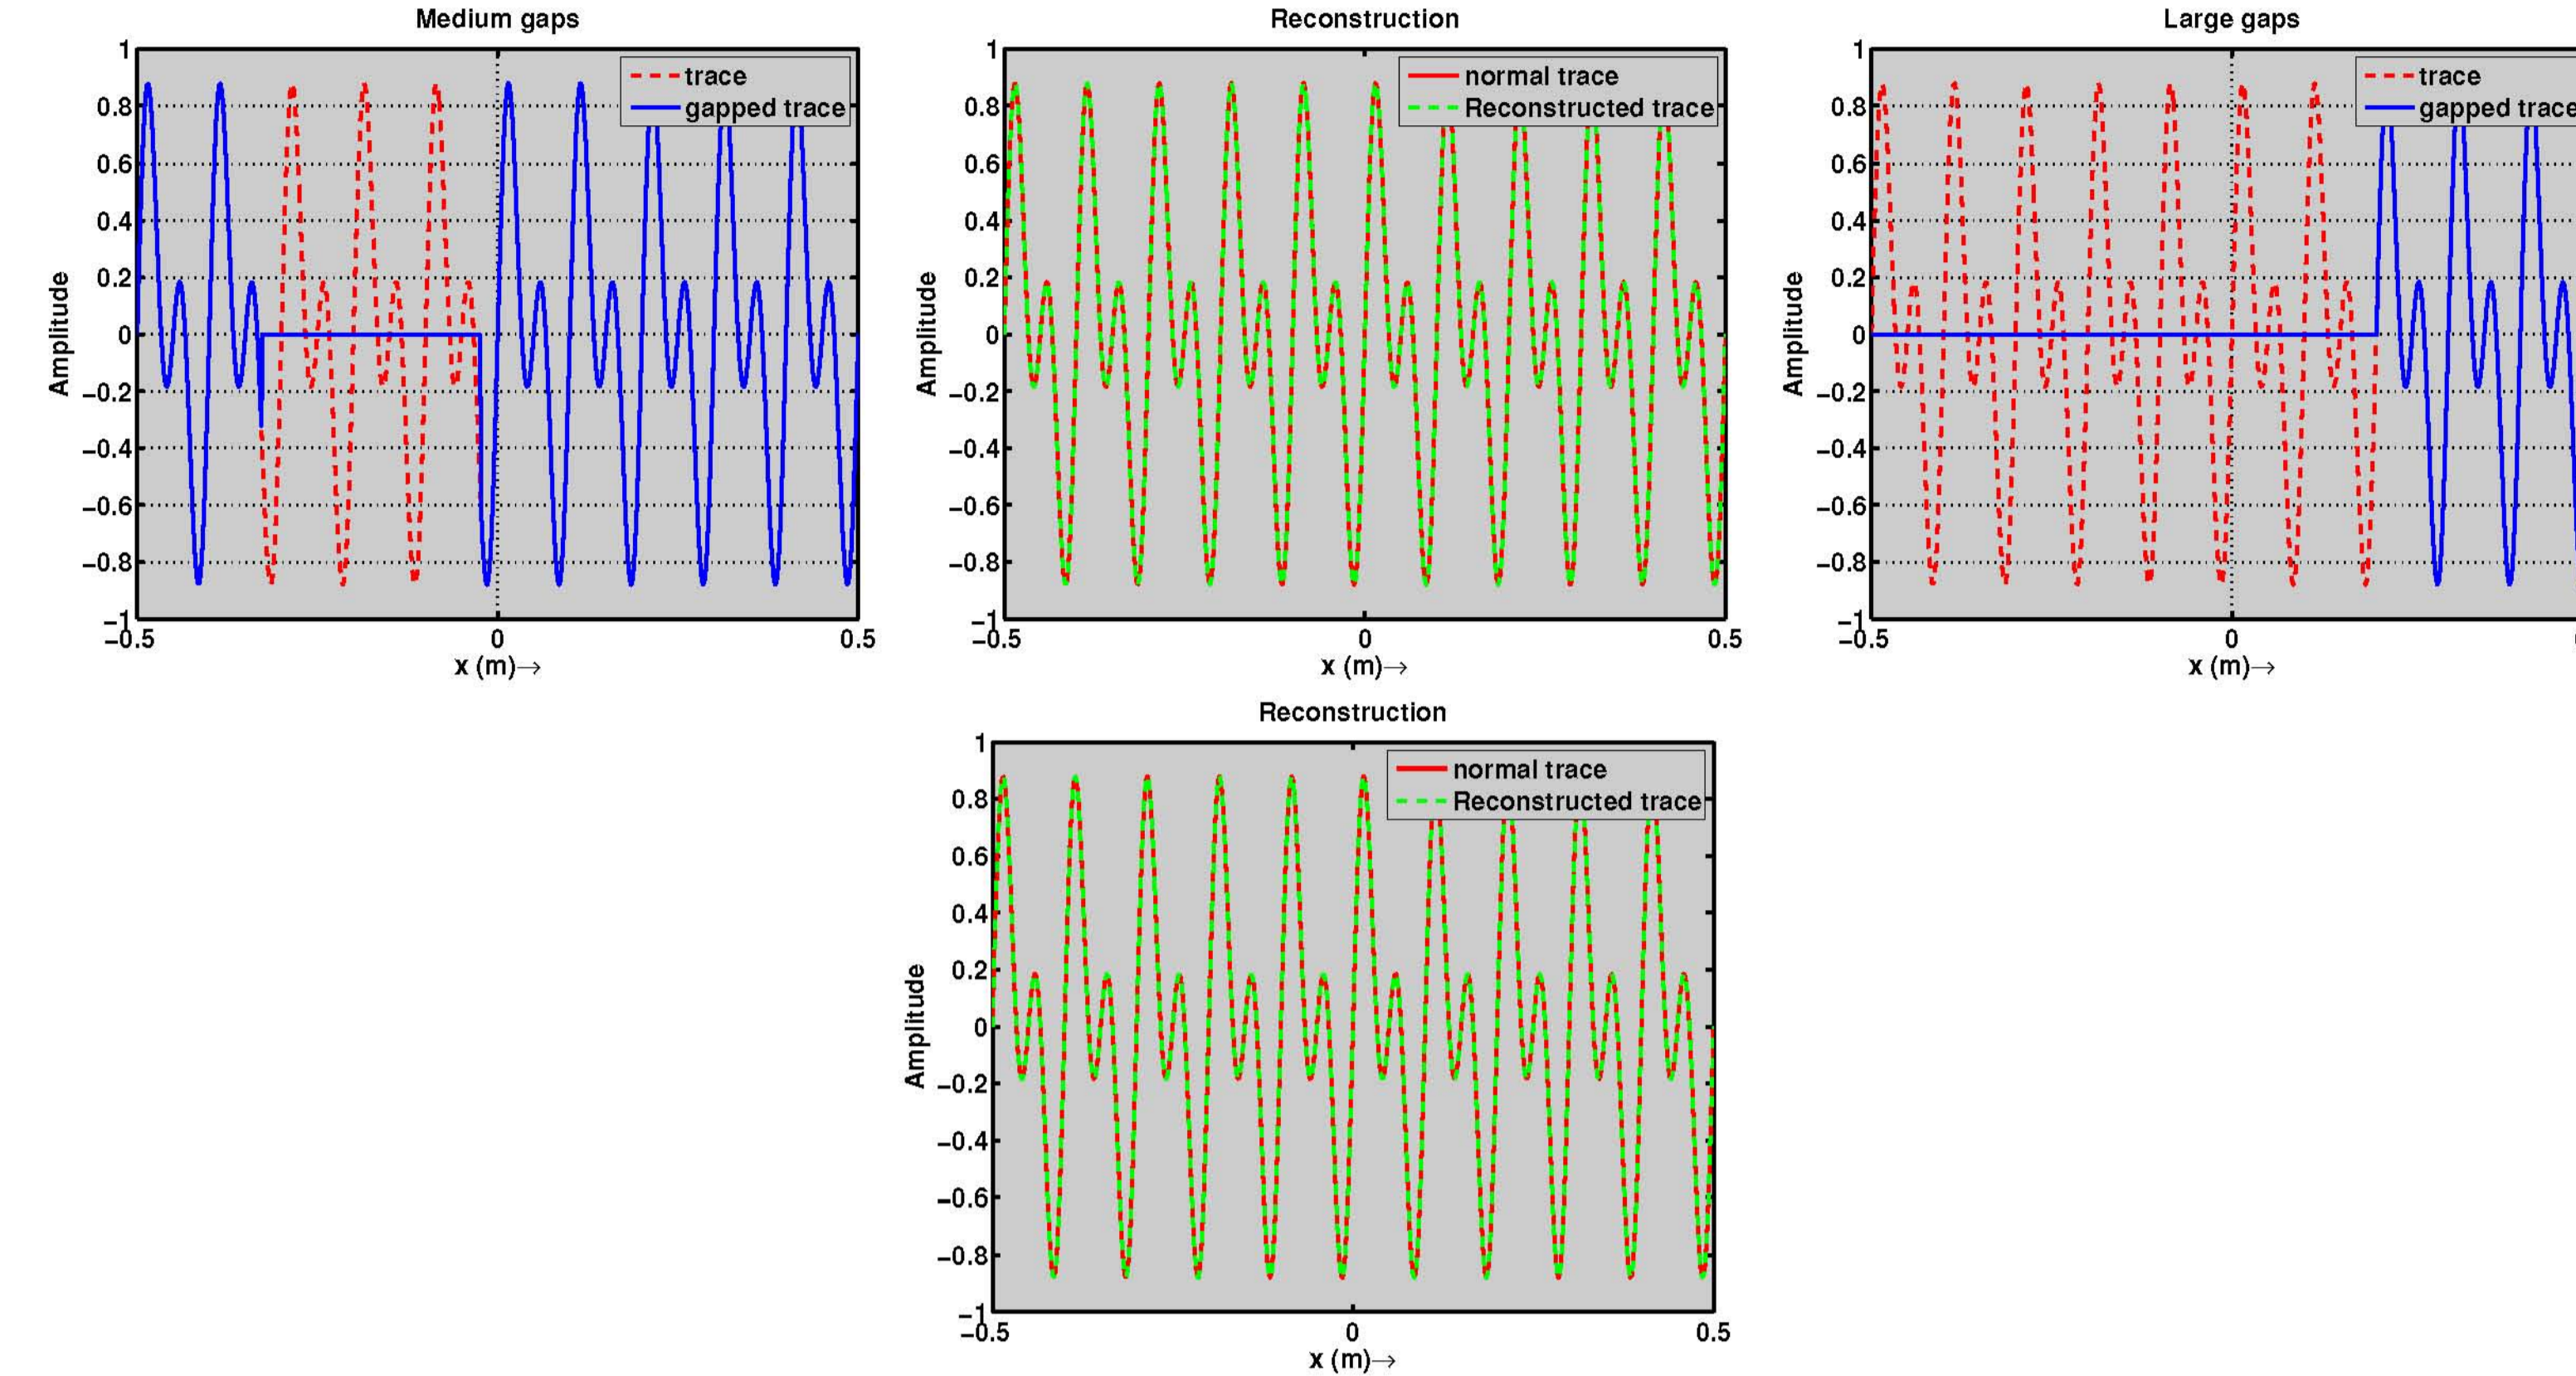 Medium gaps
trace
gapped trace
1
0.8
0.6
0.4
0.2
0
−0.2
−0.4
−0.6
−0.8
−1
Amplitude
−0.5 0 0.5
x (m)→
Reconstruction
normal trace
Reconstructed trace
1
0.8
0.6
0.4
0.2
0
−0.2
−0.4
−0.6
−0.8
−1
Amplitude
−0.5 0 0.5
x (m)→
Large gaps
trace
gapped trace
1
0.8
0.6
0.4
0.2
0
−0.2
−0.4
−0.6
−0.8
−1
Amplitude
−0.5 0
x (m)→
Reconstruction
normal trace
Reconstructed trace
1
0.8
0.6
0.4
0.2
0
−0.2
−0.4
−0.6
−0.8
−1
Amplitude
−0.5 0 0.5
x (m)→